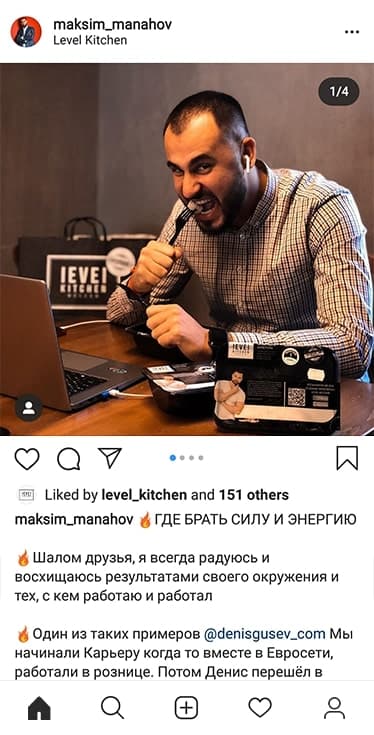 maksim_manahov
Level Kitchen
1/4
lEVEL
KITCHEN
lEVEL
KITCHEN
Liked by level_kitchen and 151 others
maksim_manahov 🔥ГДЕ БРАТЬ СИЛУ И ЭНЕРГИЮ
🔥Шалом друзья, я всегда радуюсь и
восхищаюсь результатами своего окружения и
тех, с кем работаю и работал
🔥Один из таких примеров @denisgusev_com Мы
начинали Карьеру когда то вместе в Евросети,
работали в рознице. Потом Денис перешёл в